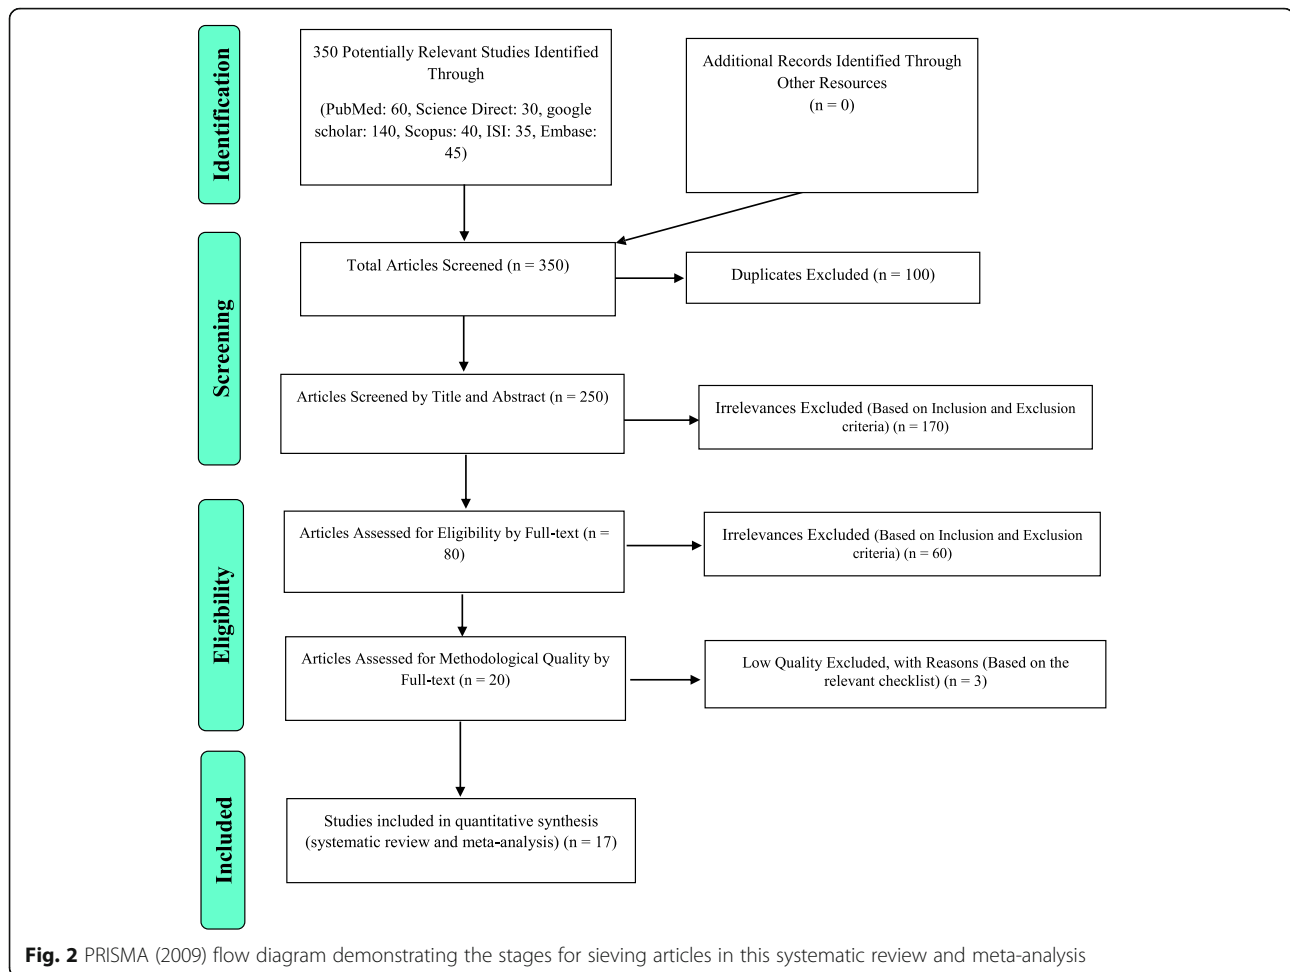 Identification
350 Potentially Relevant Studies Identified
Through
(PubMed: 60, Science Direct: 30, google
scholar: 140, Scopus: 40, ISI: 35, Embase:
45)
Additional Records Identified Through
Other Resources
(n = 0)
Screening
Total Articles Screened (n = 350)
Duplicates Excluded (n = 100)
Articles Screened by Title and Abstract (n = 250)
Irrelevances Excluded (Based on Inclusion and Exclusion
criteria) (n = 170)
Eligibility
Articles Assessed for Eligibility by Full-text (n =
80)
Irrelevances Excluded (Based on Inclusion and Exclusion
criteria) (n = 60)
Articles Assessed for Methodological Quality by
Full-text (n = 20)
Low Quality Excluded, with Reasons (Based on the
relevant checklist) (n = 3)
Included
Studies included in quantitative synthesis
(systematic review and meta-analysis) (n = 17)
Fig. 2 PRISMA (2009) flow diagram demonstrating the stages for sieving articles in this systematic review and meta-analysis